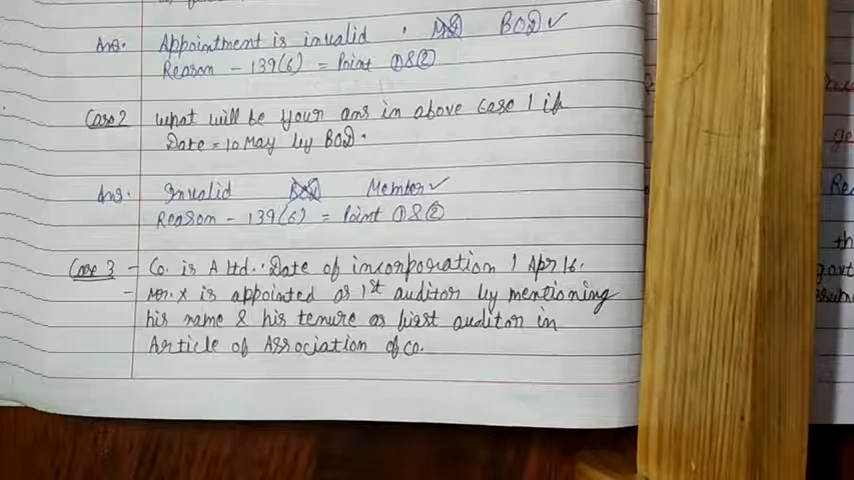 Ans. Appointment is invalid . MD BOD ✓
Reason - 139(6) = Point ①&②
Case 2 what will be your ans in above case 1 if
Date = 10 May by BOD.
Ans. Invalid BOD Member ✓
Reason - 139(6) = Point ①&②
Case 3 - Co. is A ltd. Date of incorporation 1 Apr 16.
- Mr. X is appointed as 1st auditor by mentioning
his name & his tenure as first auditor in
Article of Association of co.